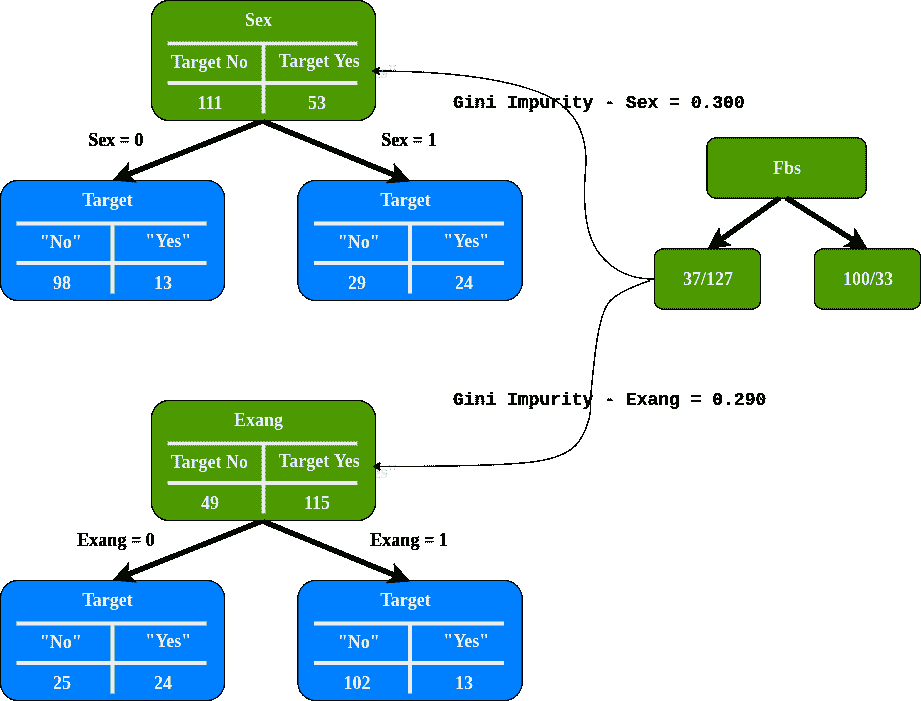 Sex
Target No Target Yes
111 53
Gini Impurity - Sex = 0.300
Sex = 0 Sex = 1
Fbs
Target Target
"No" "Yes" "No" "Yes"
98 13 29 24
37/127 100/33
Gini Impurity - Exang = 0.290
Exang
Target No Target Yes
49 115
Exang = 0 Exang = 1
Target Target
"No" "Yes" "No" "Yes"
25 24 102 13